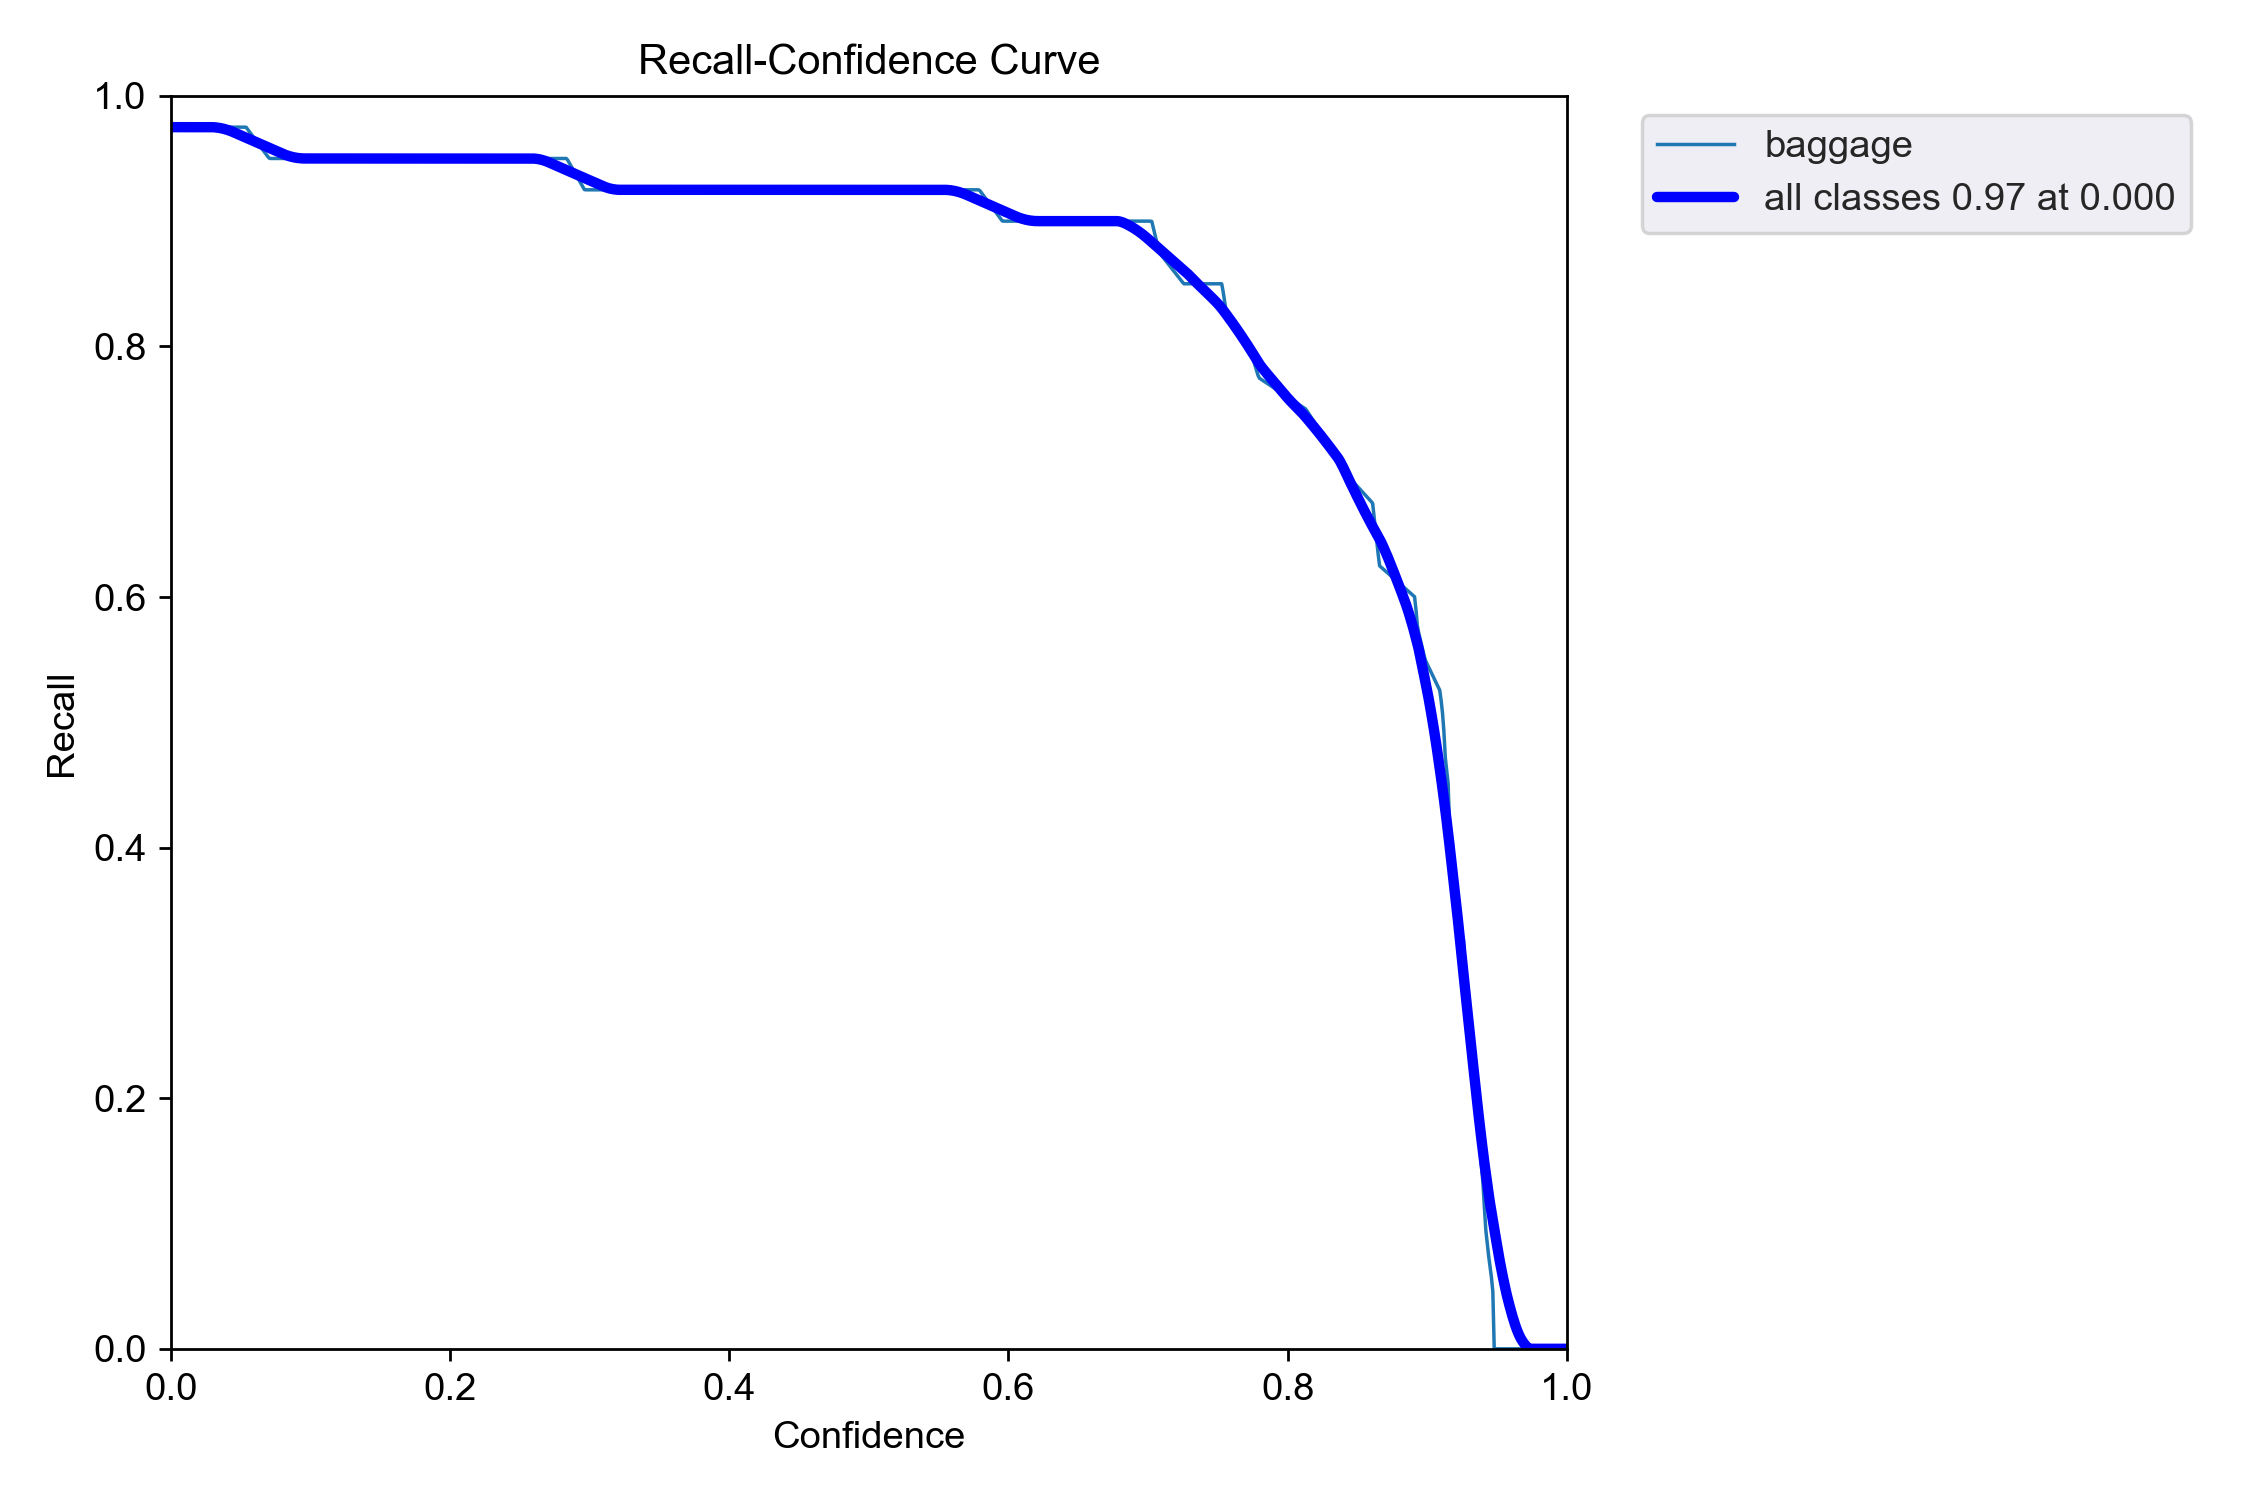 Recall-Confidence Curve
1.0
0.8
0.6
0.4
0.2
0.0
Recall
0.0 0.2 0.4 0.6 0.8 1.0
Confidence
baggage
all classes 0.97 at 0.000